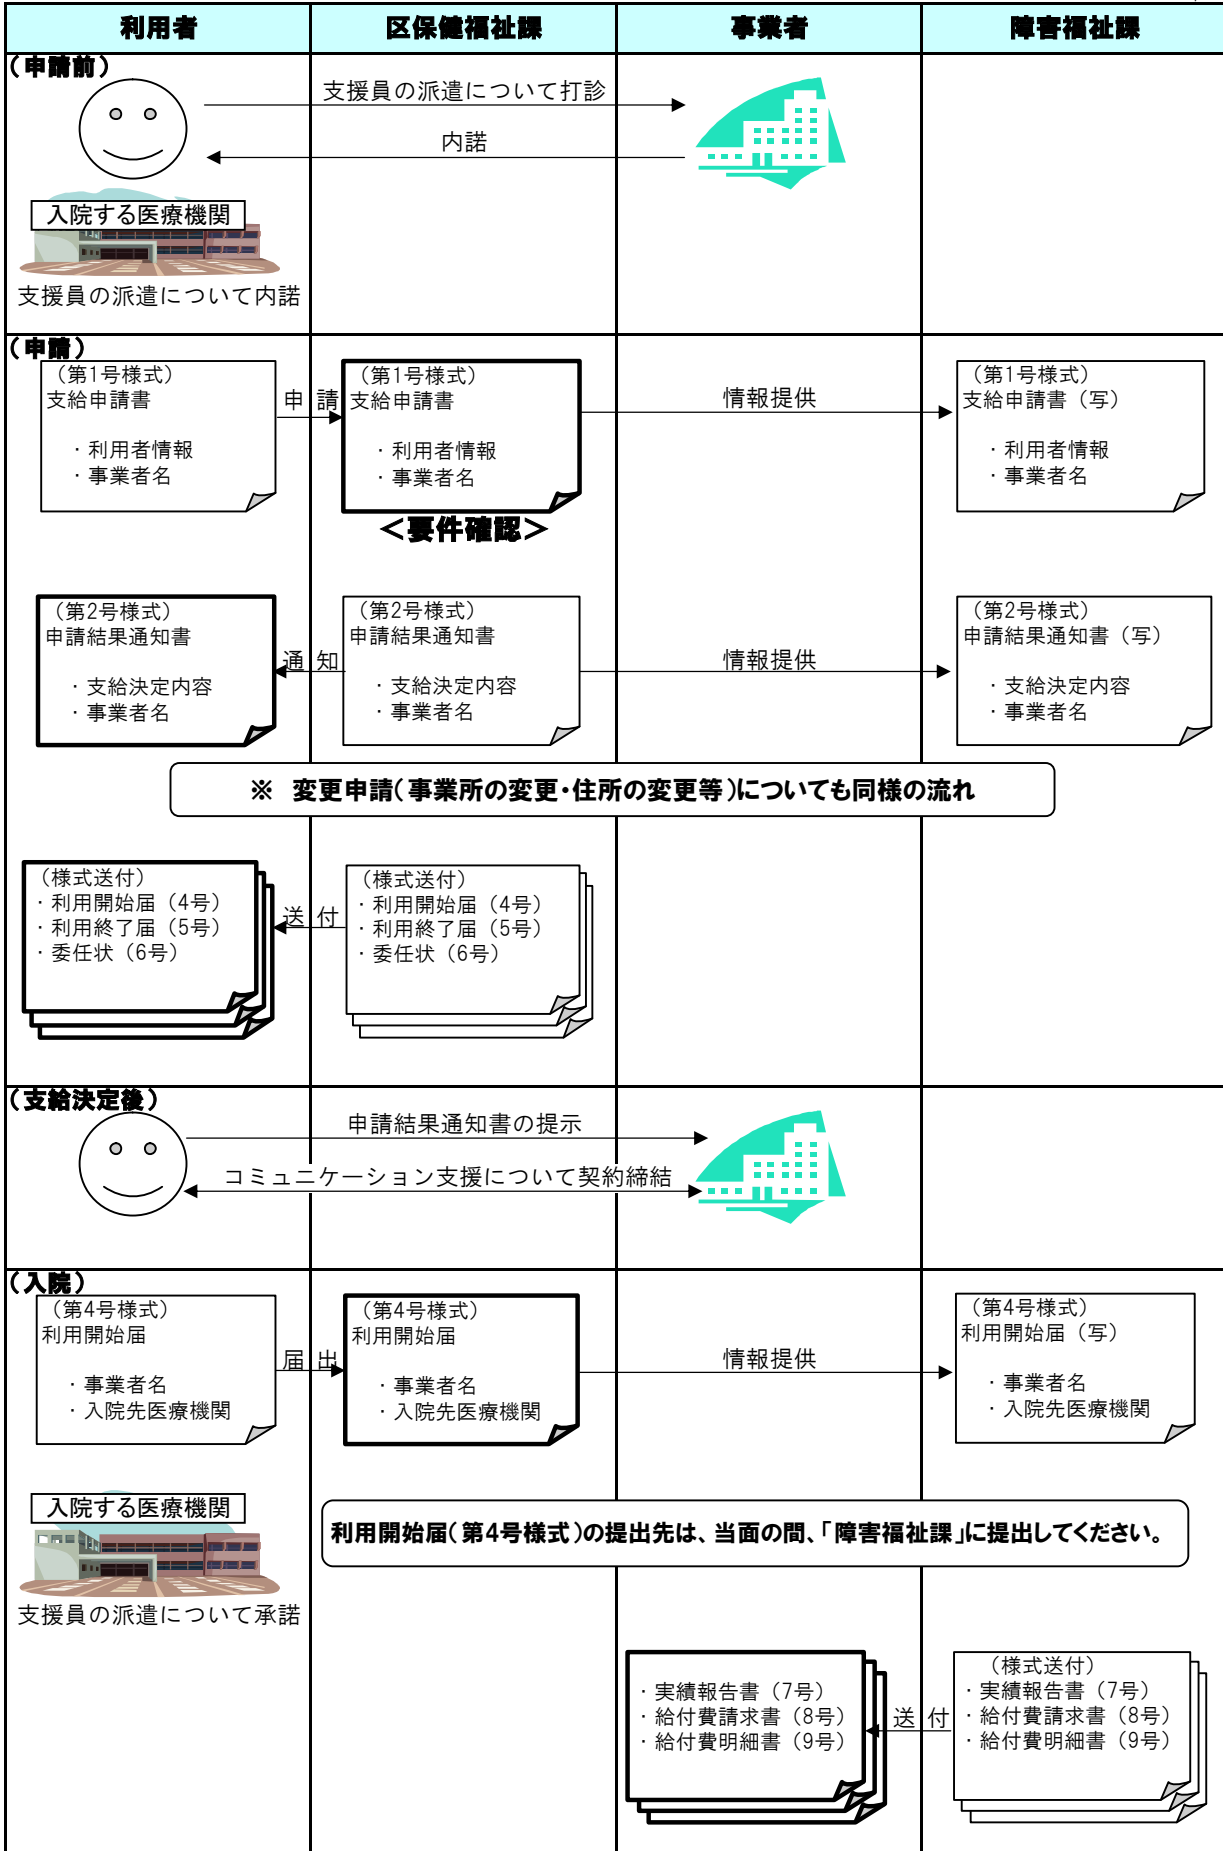 利用者
区保健福祉課
事業者
障害福祉課
(申請前)
支援員の派遣について打診
内諾
入院する医療機関
支援員の派遣について内諾
(申請)
(第1号様式)
支給申請書
・利用者情報
・事業者名
申請
(第1号様式)
支給申請書
・利用者情報
・事業者名
<要件確認>
情報提供
(第1号様式)
支給申請書(写)
・利用者情報
・事業者名
(第2号様式)
申請結果通知書
・支給決定内容
・事業者名
通知
(第2号様式)
申請結果通知書
・支給決定内容
・事業者名
情報提供
(第2号様式)
申請結果通知書(写)
・支給決定内容
・事業者名
※ 変更申請(事業所の変更・住所の変更等)についても同様の流れ
(様式送付)
・利用開始届(4号)
・利用終了届(5号)
・委任状(6号)
送付
(様式送付)
・利用開始届(4号)
・利用終了届(5号)
・委任状(6号)
(支給決定後)
申請結果通知書の提示
コミュニケーション支援について契約締結
(入院)
(第4号様式)
利用開始届
・事業者名
・入院先医療機関
届出
(第4号様式)
利用開始届
・事業者名
・入院先医療機関
情報提供
(第4号様式)
利用開始届(写)
・事業者名
・入院先医療機関
入院する医療機関
支援員の派遣について承諾
利用開始届(第4号様式)の提出先は、当面の間、「障害福祉課」に提出してください。
・実績報告書(7号)
・給付費請求書(8号)
・給付費明細書(9号)
送付
(様式送付)
・実績報告書(7号)
・給付費請求書(8号)
・給付費明細書(9号)